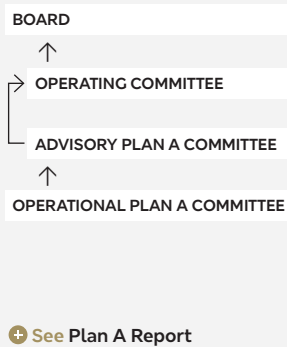 BOARD
OPERATING COMMITTEE
ADVISORY PLAN A COMMITTEE
OPERATIONAL PLAN A COMMITTEE
See Plan A Report